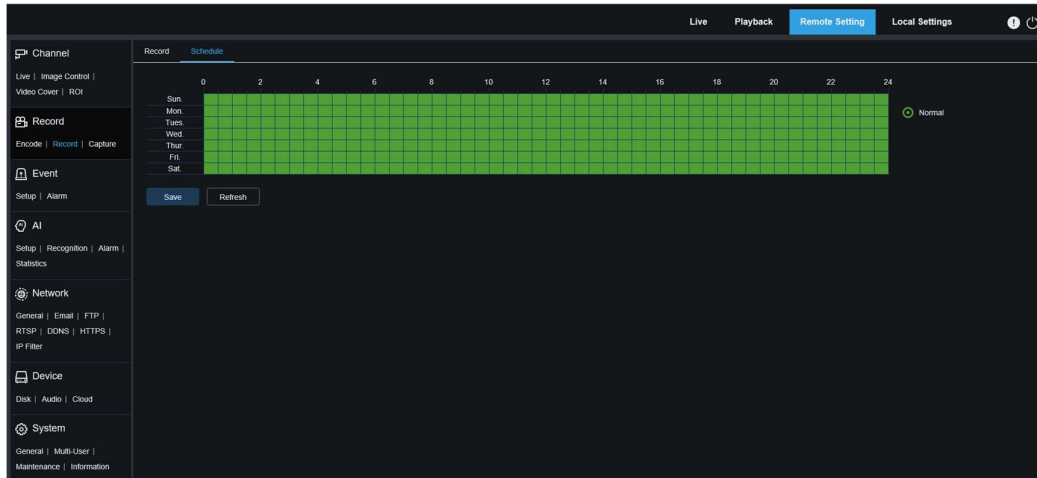 Live Playback Remote Setting Local Settings
Channel
Live | Image Control |
Video Cover | ROI
Record
Encode | Record | Capture
Event
Setup | Alarm
AI
Setup | Recognition | Alarm |
Statistics
Network
General | Email | FTP |
RTSP | DDNS | HTTPS |
IP Filter
Device
Disk | Audio | Cloud
System
General | Multi-User |
Maintenance | Information
Record Schedule
0 2 4 6 8 10 12 14 16 18 20 22 24
Sun.
Mon.
Tues.
Wed.
Thur.
Fri.
Sat.
Normal
Save Refresh